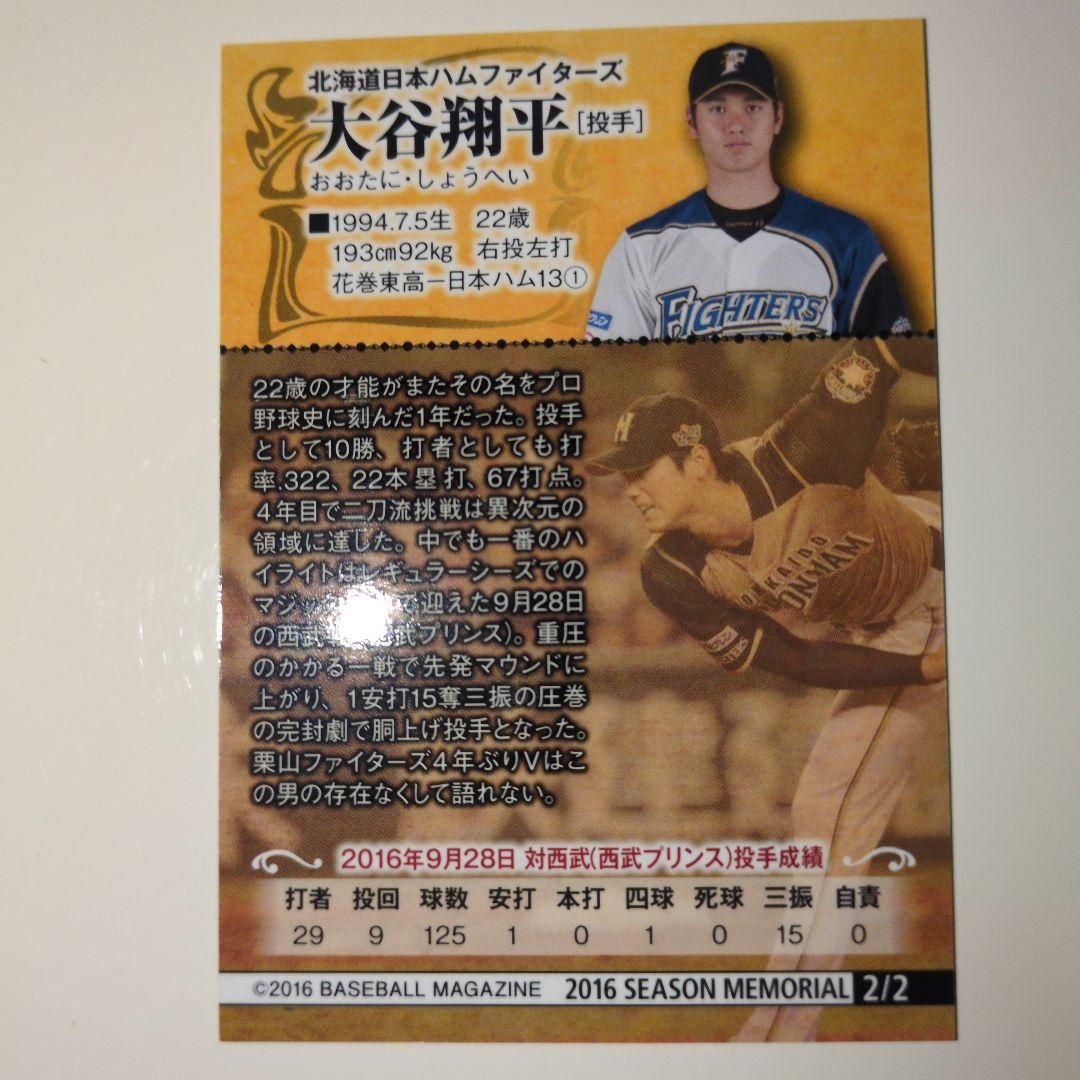 北海道日本ハムファイターズ
大谷翔平[投手]
おおたに・しょうへい
■1994.7.5生 22歳
193cm92kg 右投左打
花巻東高-日本ハム13①
F
FIGHTERS
22歳の才能がまたその名をプロ
野球史に刻んだ1年だった。投手
として10勝、打者としても打
率.322、22本塁打、67打点。
4年目で二刀流挑戦は異次元の
領域に達した。中でも一番のハ
イライトはレギュラーシーズでの
マジッ で迎えた9月28日
の西武 武プリンス)。重圧
のかかる一戦で先発マウンドに
上がり、1安打15奪三振の圧巻
の完封劇で胴上げ投手となった。
栗山ファイターズ4年ぶりVはこ
の男の存在なくして語れない。
H
2016年9月28日 対西武(西武プリンス)投手成績
打者 投回 球数 安打 本打 四球 死球 三振 自責
29 9 125 1 0 1 0 15 0
©2016 BASEBALL MAGAZINE 2016 SEASON MEMORIAL 2/2